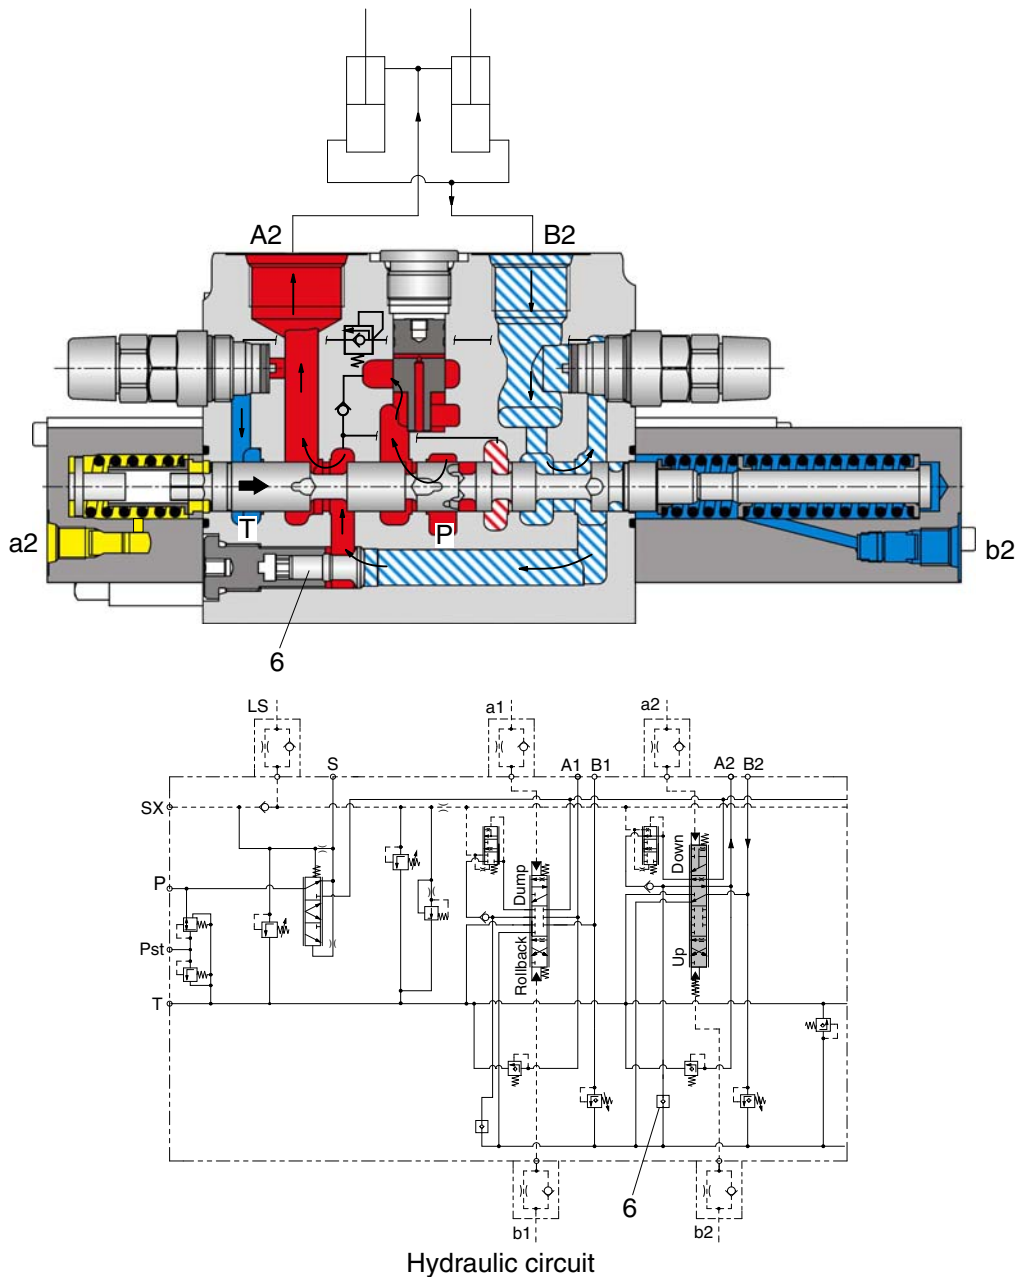 A2
B2
T
P
a2
b2
6
LS
a1
a2
S
A1
B1
A2
B2
SX
P
Dump
Down
Pst
Rollback
Up
T
6
b1
b2
Hydraulic circuit